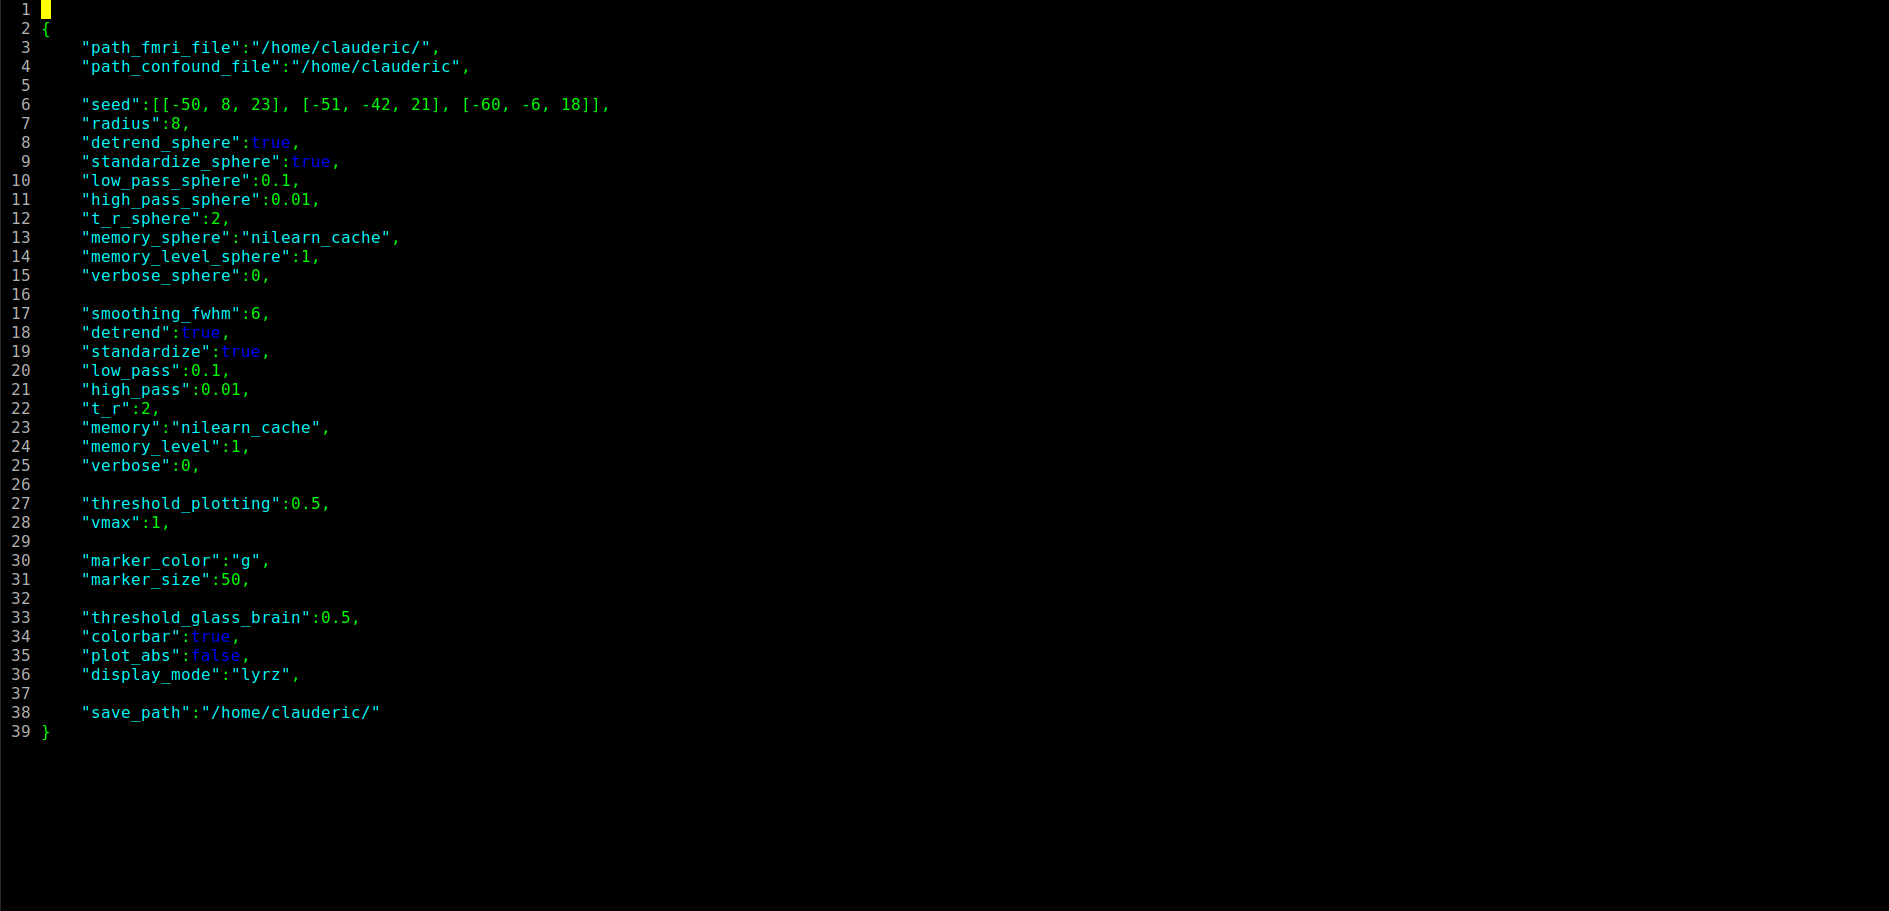 1
2 {
3     "path_fmri_file":"/home/clauderic/",
4     "path_confound_file":"/home/clauderic",
5
6     "seed":[[-50, 8, 23], [-51, -42, 21], [-60, -6, 18]],
7     "radius":8,
8     "detrend_sphere":true,
9     "standardize_sphere":true,
10     "low_pass_sphere":0.1,
11     "high_pass_sphere":0.01,
12     "t_r_sphere":2,
13     "memory_sphere":"nilearn_cache",
14     "memory_level_sphere":1,
15     "verbose_sphere":0,
16
17     "smoothing_fwhm":6,
18     "detrend":true,
19     "standardize":true,
20     "low_pass":0.1,
21     "high_pass":0.01,
22     "t_r":2,
23     "memory":"nilearn_cache",
24     "memory_level":1,
25     "verbose":0,
26
27     "threshold_plotting":0.5,
28     "vmax":1,
29
30     "marker_color":"g",
31     "marker_size":50,
32
33     "threshold_glass_brain":0.5,
34     "colorbar":true,
35     "plot_abs":false,
36     "display_mode":"lyrz",
37
38     "save_path":"/home/clauderic/"
39 }